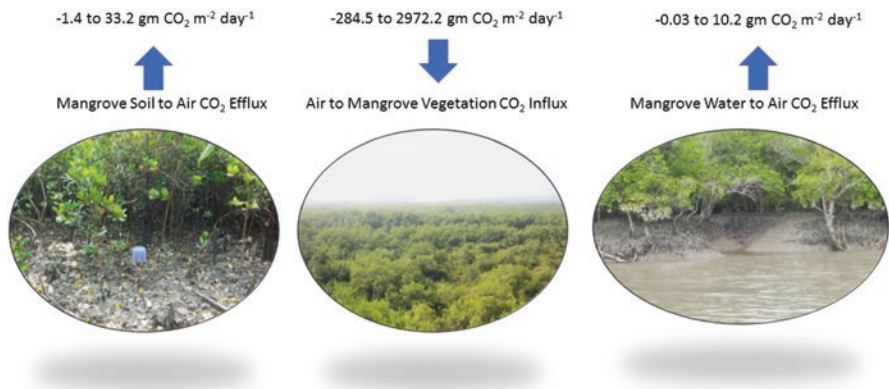 -1.4 to 33.2 gm CO₂ m⁻² day⁻¹
Mangrove Soil to Air CO₂ Efflux
-284.5 to 2972.2 gm CO₂ m⁻² day⁻¹
Air to Mangrove Vegetation CO₂ Influx
-0.03 to 10.2 gm CO₂ m⁻² day⁻¹
Mangrove Water to Air CO₂ Efflux